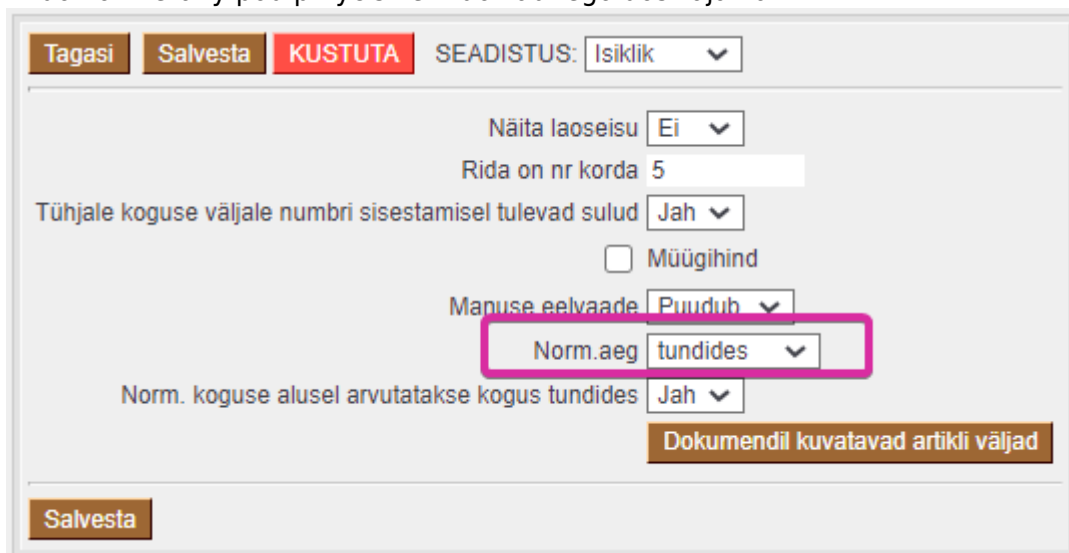 Tagasi Salvesta KUSTUTA SEADISTUS: Isiklik
Näita laoseisu Ei
Rida on nr korda 5
Tühjale koguse väljale numbri sisestamisel tulevad sulud Jah
Müügihind
Manuse eelvaade Puudub
Norm.aeg tundides
Norm. koguse alusel arvutatakse kogus tundides Jah
Dokumendil kuvatavad artikli väljad
Salvesta